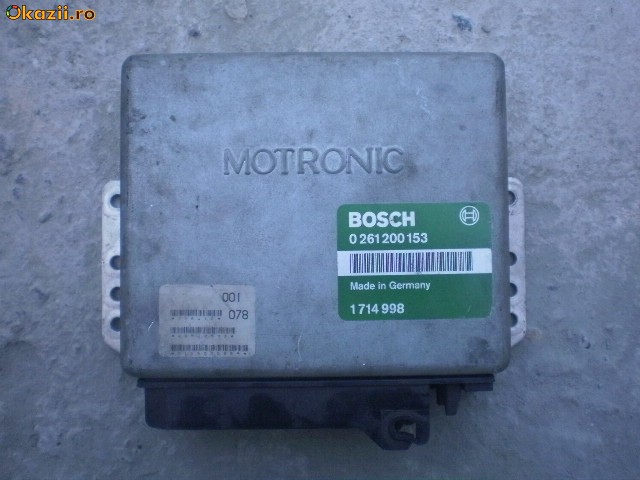 Okazii.ro
MOTRONIC
BOSCH
0 261 200 153
Made in Germany
1 714 998
001
078